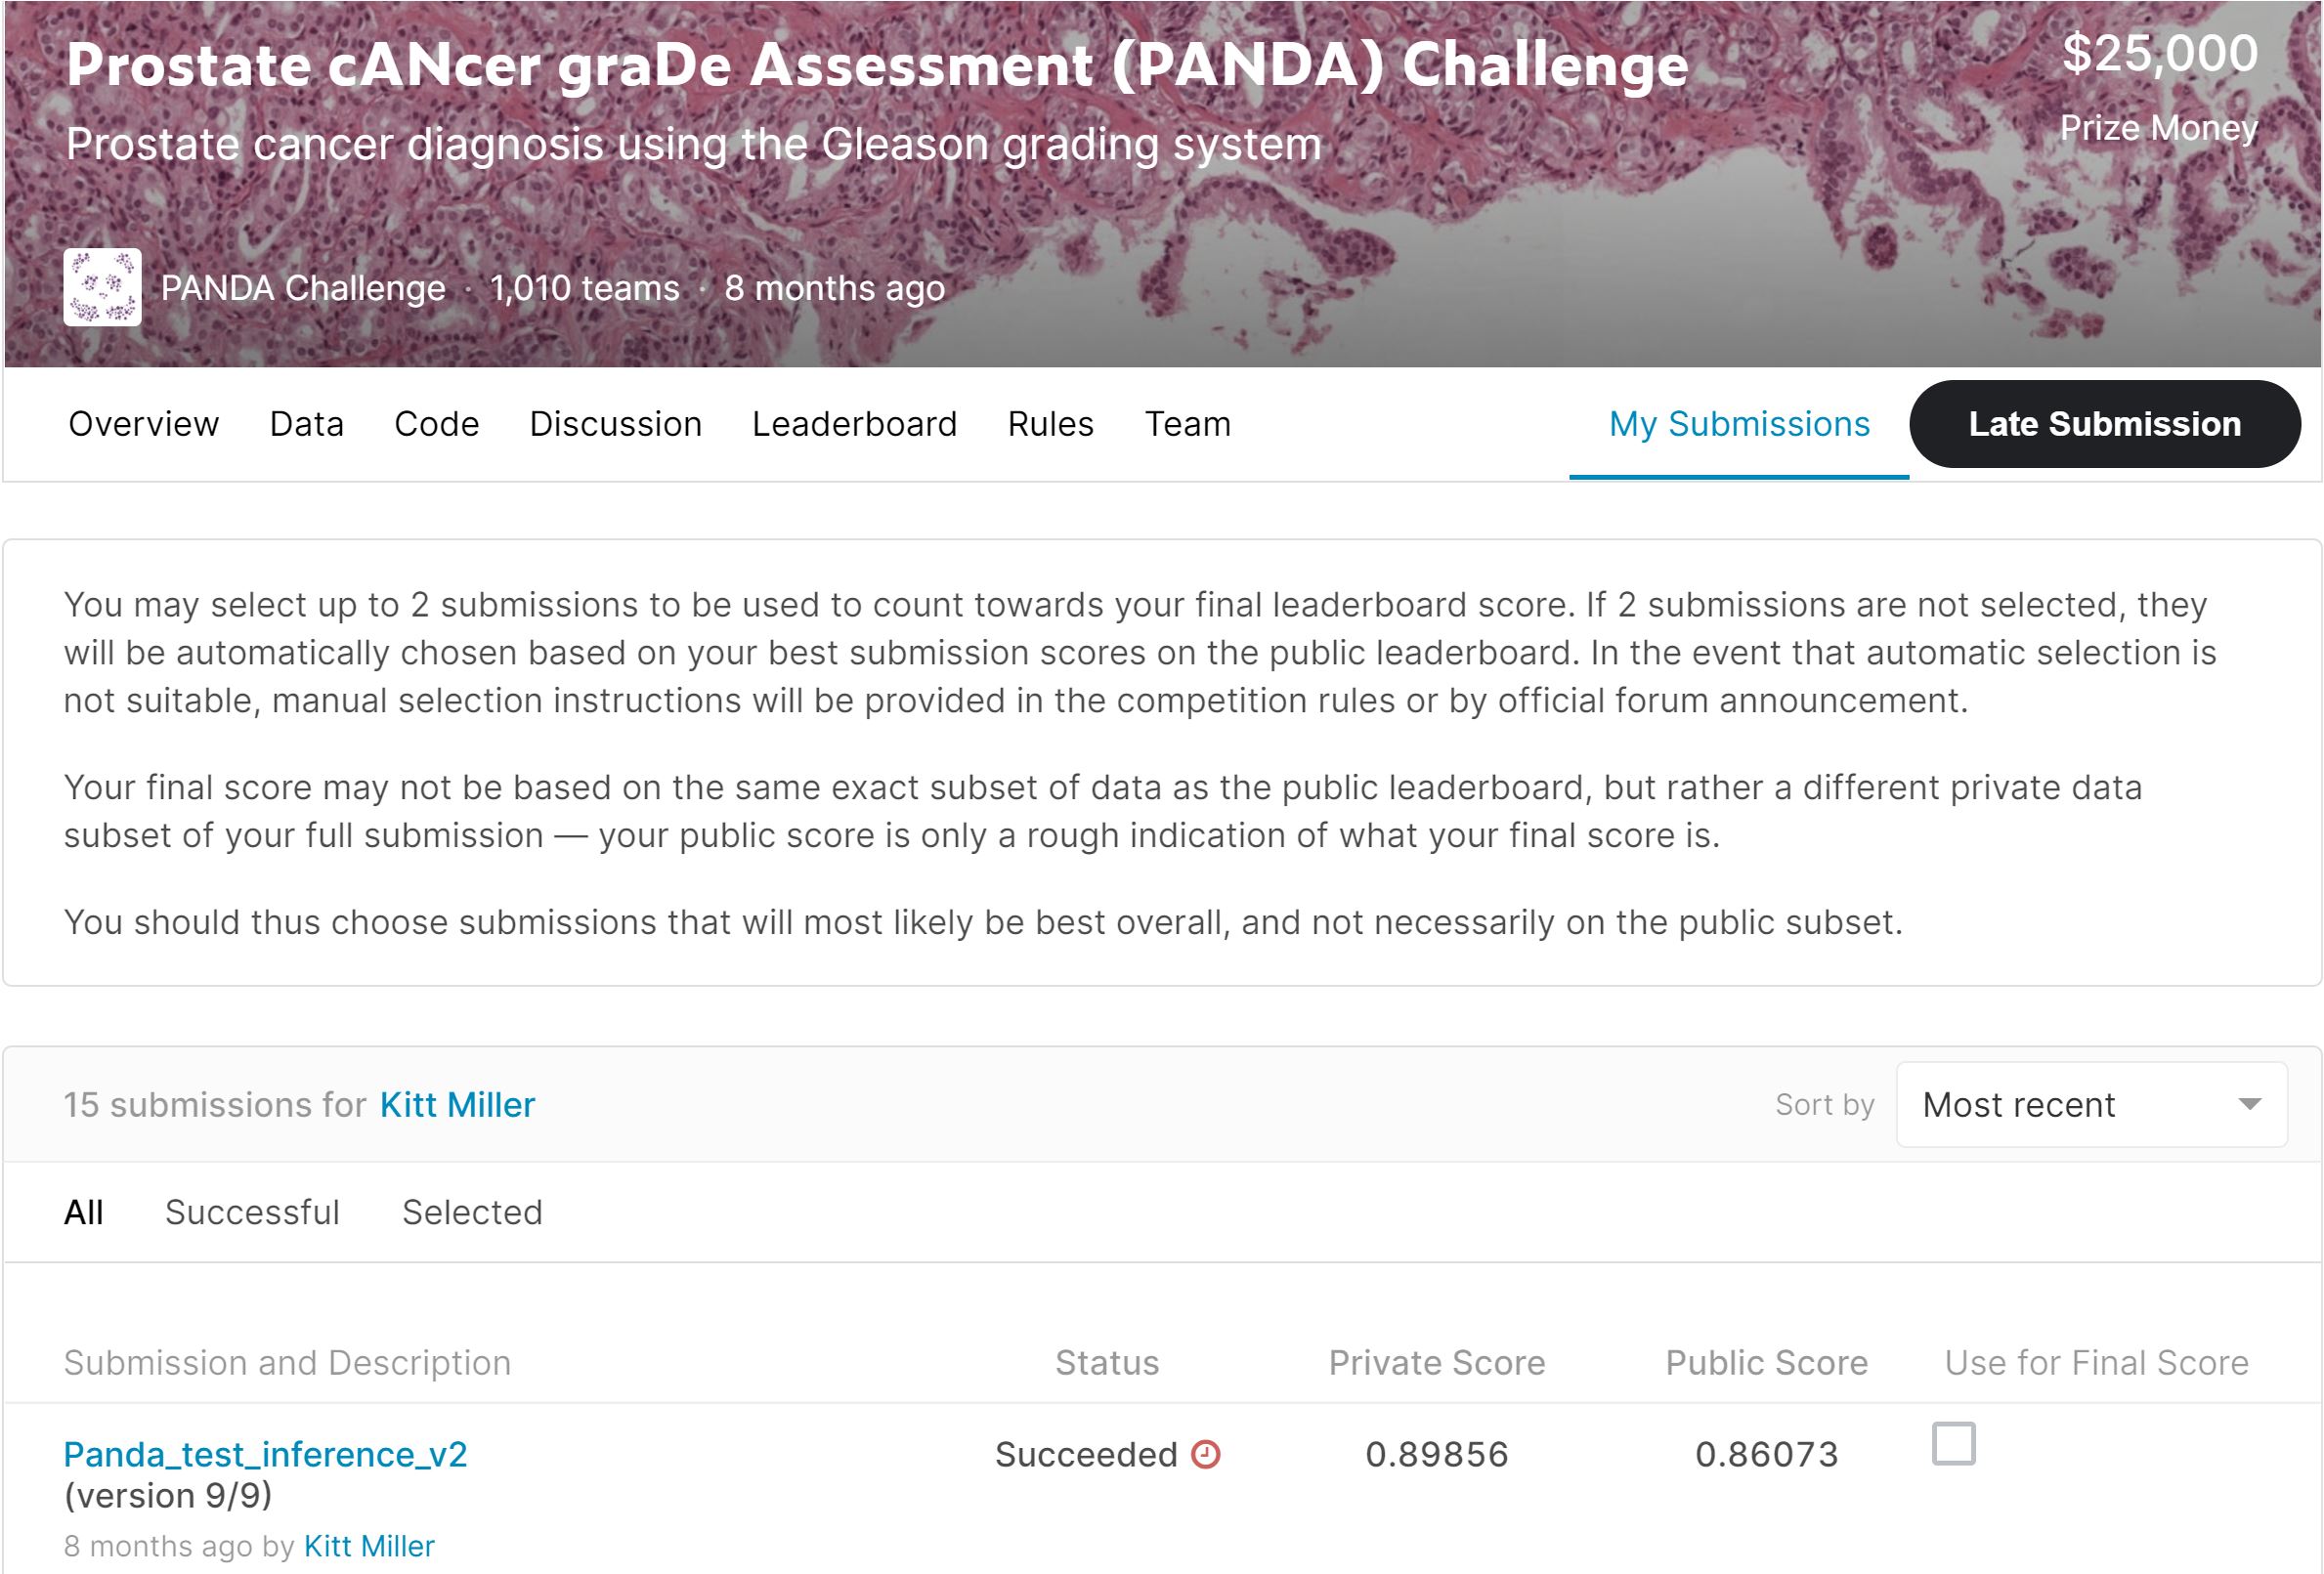 Prostate cANcer graDe Assessment (PANDA) Challenge
$25,000
Prostate cancer diagnosis using the Gleason grading system
Prize Money
PANDA Challenge · 1,010 teams · 8 months ago
Overview Data Code Discussion Leaderboard Rules Team My Submissions Late Submission
You may select up to 2 submissions to be used to count towards your final leaderboard score. If 2 submissions are not selected, they
will be automatically chosen based on your best submission scores on the public leaderboard. In the event that automatic selection is
not suitable, manual selection instructions will be provided in the competition rules or by official forum announcement.
Your final score may not be based on the same exact subset of data as the public leaderboard, but rather a different private data
subset of your full submission — your public score is only a rough indication of what your final score is.
You should thus choose submissions that will most likely be best overall, and not necessarily on the public subset.
15 submissions for Kitt Miller Sort by Most recent
All Successful Selected
Submission and Description Status Private Score Public Score Use for Final Score
Panda_test_inference_v2 Succeeded 0.89856 0.86073
(version 9/9)
8 months ago by Kitt Miller